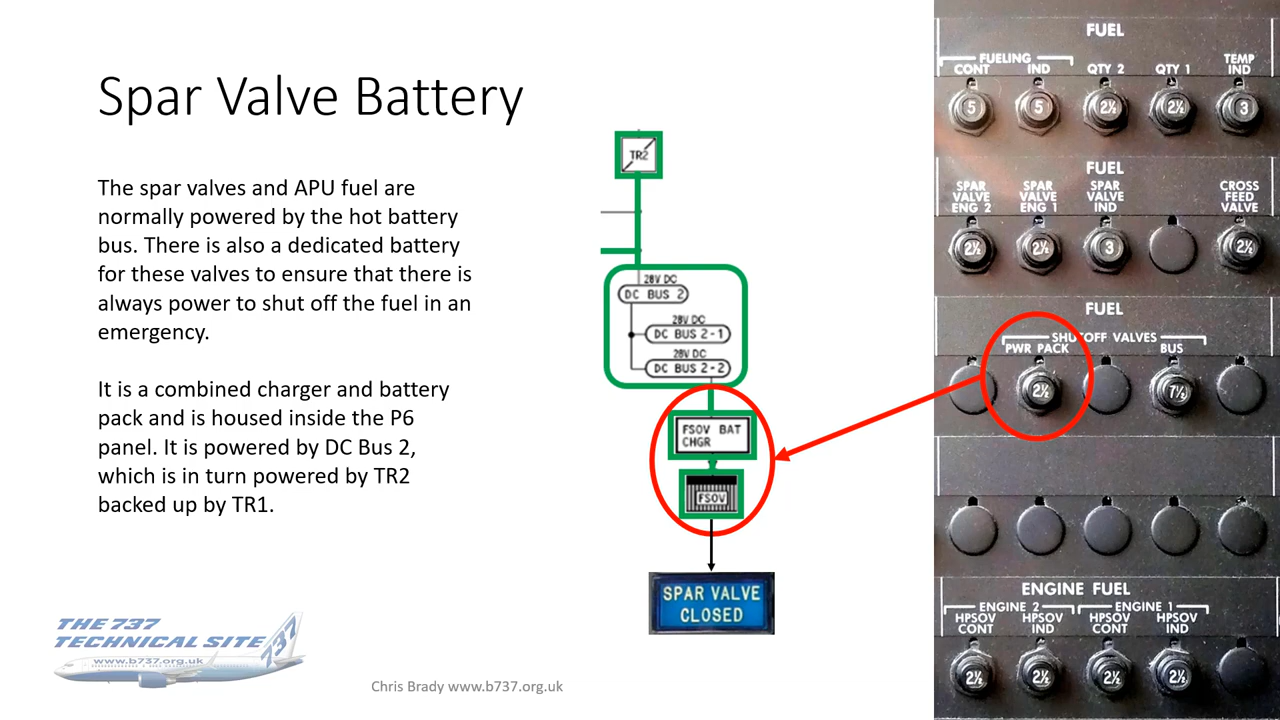 Spar Valve Battery
The spar valves and APU fuel are
normally powered by the hot battery
bus. There is also a dedicated battery
for these valves to ensure that there is
always power to shut off the fuel in an
emergency.
It is a combined charger and battery
pack and is housed inside the P6
panel. It is powered by DC Bus 2,
which is in turn powered by TR2
backed up by TR1.
THE 737
TECHNICAL SITE
737
www.b737.org.uk
Chris Brady www.b737.org.uk
TR2
28V DC
DC BUS 2
28V DC
DC BUS 2-1
28V DC
DC BUS 2-2
FSOV BAT
CHGR
FSOV
SPAR VALVE
CLOSED
FUEL
FUELING
CONT IND QTY 2 QTY 1 TEMP IND
5 5 2½ 2½ 3
FUEL
SPAR VALVE ENG 2 SPAR VALVE ENG 1 SPAR VALVE IND CROSS FEED VALVE
2½ 2½ 3 2½
FUEL
SHUTOFF VALVES
PWR PACK BUS
2½ 7½
ENGINE FUEL
ENGINE 2 ENGINE 1
HPSOV CONT HPSOV IND HPSOV CONT HPSOV IND
2½ 2½ 2½ 2½